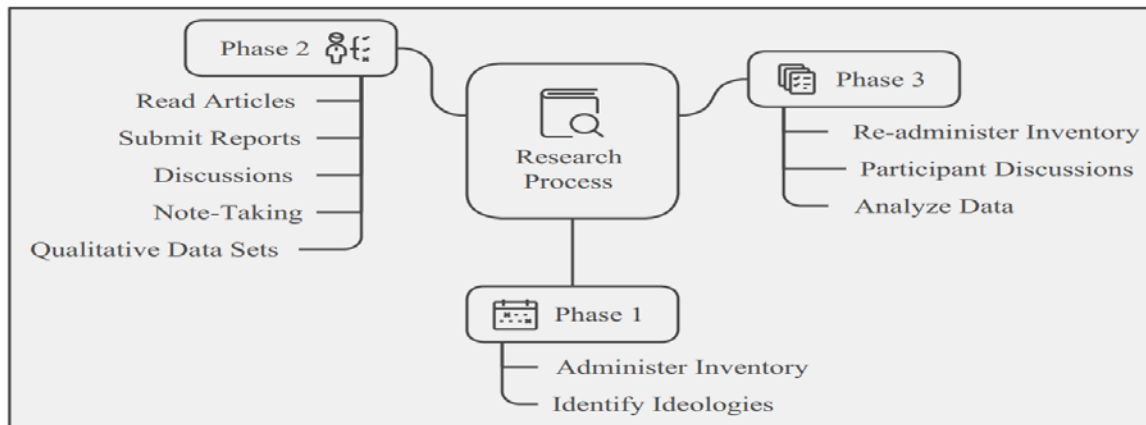 Phase 2
Read Articles
Submit Reports
Discussions
Note-Taking
Qualitative Data Sets
Research
Process
Phase 3
Re-administer Inventory
Participant Discussions
Analyze Data
Phase 1
Administer Inventory
Identify Ideologies